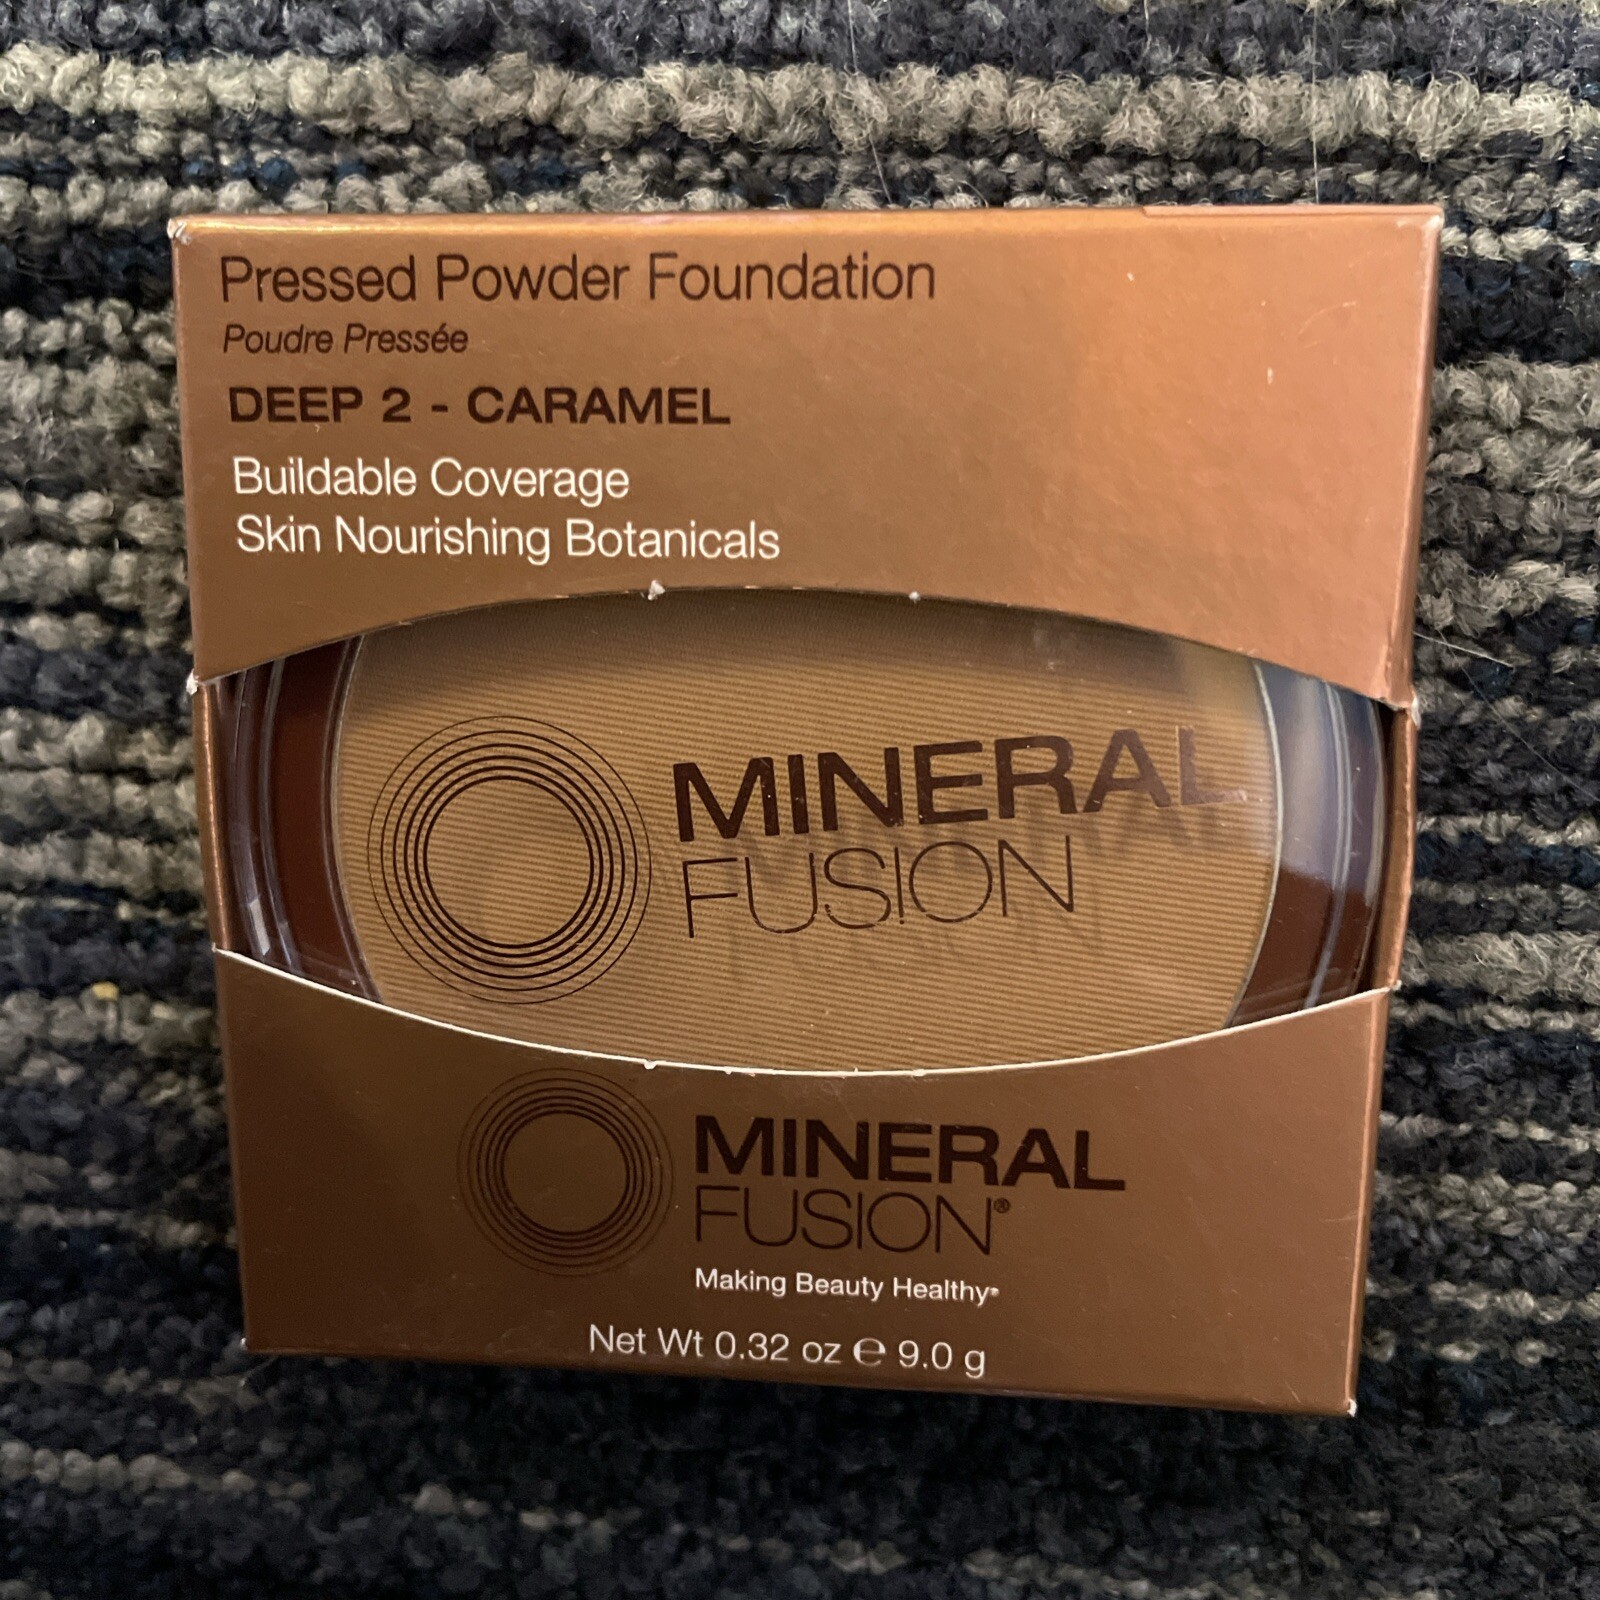 Pressed Powder Foundation
Poudre Pressée
DEEP 2 - CARAMEL
Buildable Coverage
Skin Nourishing Botanicals
MINERAL
FUSION
MINERAL
FUSION®
Making Beauty Healthy®
Net Wt 0.32 oz ℮ 9.0 g